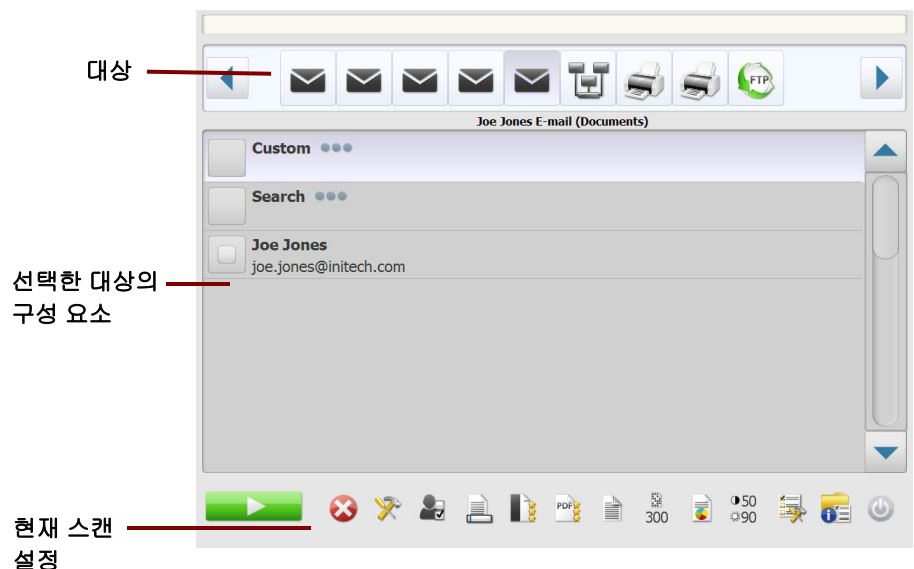 대상
FTP
Joe Jones E-mail (Documents)
Custom
Search
Joe Jones
joe.jones@initech.com
선택한 대상의
구성 요소
PDF
300
50
90
현재 스캔
설정